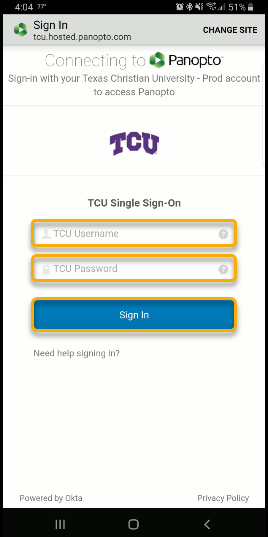 4:04 77° 51%
Sign In
tcu.hosted.panopto.com
CHANGE SITE
Connecting to Panopto
Sign-in with your Texas Christian University - Prod account
to access Panopto
TCU
TCU Single Sign-On
TCU Username ?
TCU Password ?
Sign In
Need help signing in?
Powered by Okta Privacy Policy